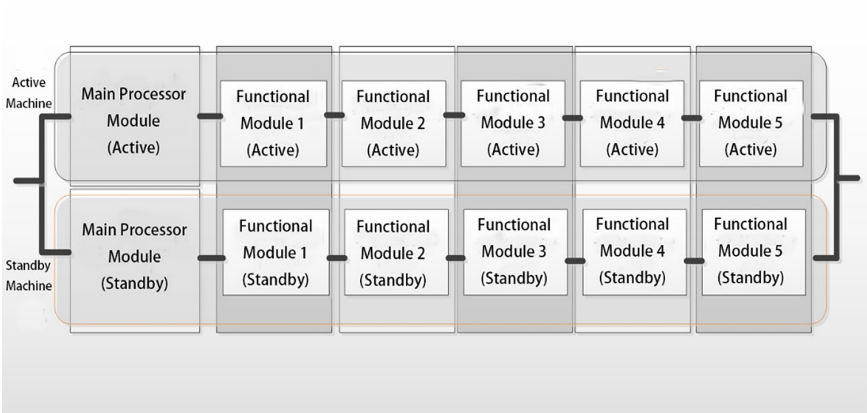 Active
Machine
Main Processor
Module
(Active)
Functional
Module 1
(Active)
Functional
Module 2
(Active)
Functional
Module 3
(Active)
Functional
Module 4
(Active)
Functional
Module 5
(Active)
Standby
Machine
Main Processor
Module
(Standby)
Functional
Module 1
(Standby)
Functional
Module 2
(Standby)
Functional
Module 3
(Standby)
Functional
Module 4
(Standby)
Functional
Module 5
(Standby)